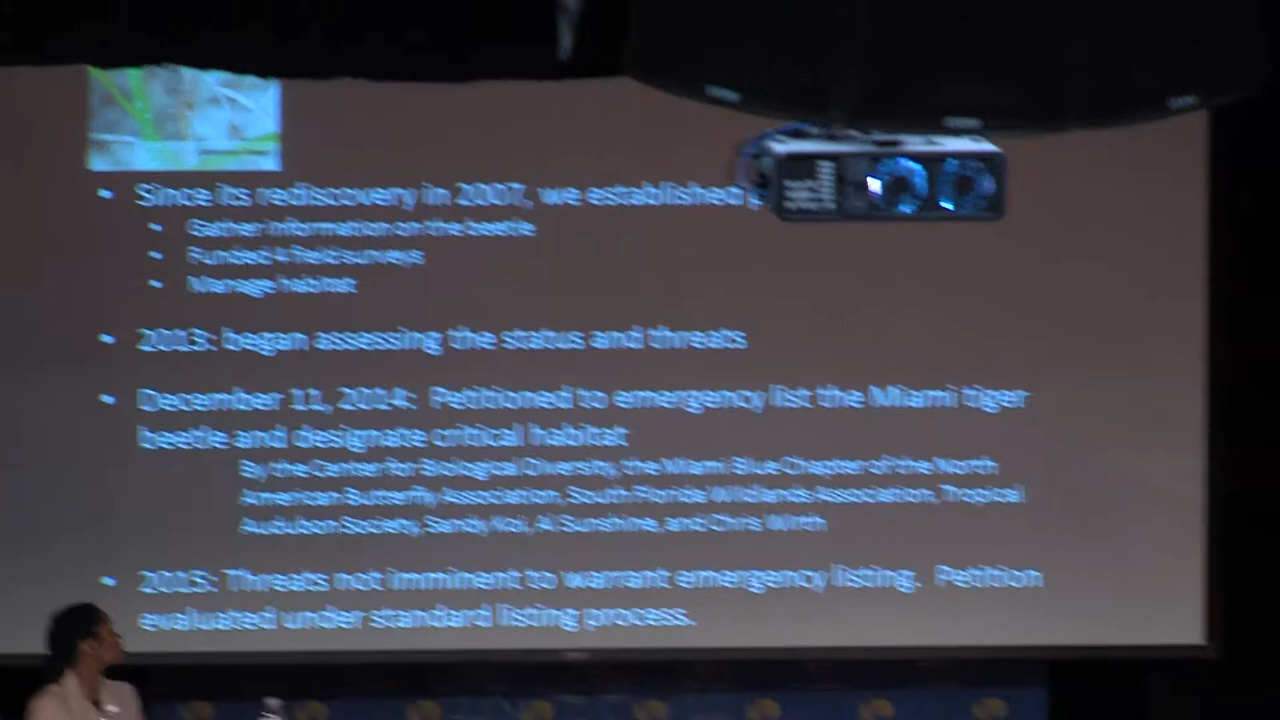 • Since its rediscovery in 2007, we established
• Gather information on the beetle
• Funded 4 field surveys
• Manage habitat
• 2013: began assessing the status and threats
• December 11, 2014: Petitioned to emergency list the Miami tiger
beetle and designate critical habitat
By the Center for Biological Diversity, the Miami Blue Chapter of the North
American Butterfly Association, South Florida Wildlands Association, Tropical
Audubon Society, Sandy Koi, Al Sunshine, and Chris Wirth
• 2015: Threats not imminent to warrant emergency listing. Petition
evaluated under standard listing process.